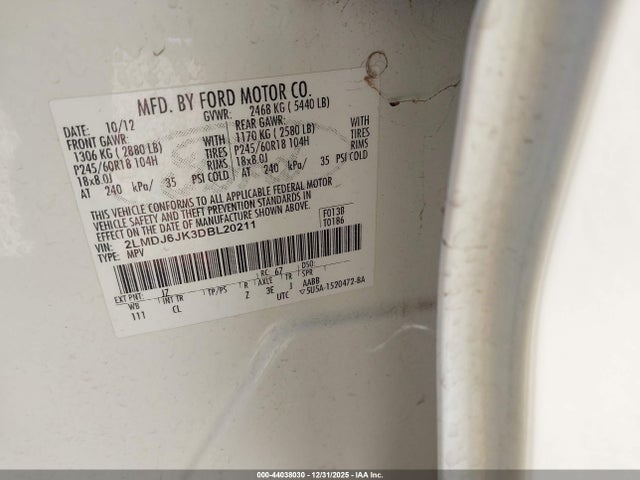 MFD. BY FORD MOTOR CO.
DATE: 10/12 GVWR: 2468 KG ( 5440 LB)
FRONT GAWR: REAR GAWR:
1306 KG ( 2880 LB) WITH 1170 KG ( 2580 LB) WITH
P245/60R18 104H TIRES P245/60R18 104H TIRES
18x8.0J RIMS 18x8.0J RIMS
AT 240 kPa/ 35 PSI COLD AT 240 kPa/ 35 PSI COLD
THIS VEHICLE CONFORMS TO ALL APPLICABLE FEDERAL MOTOR
VEHICLE SAFETY AND THEFT PREVENTION STANDARDS IN
EFFECT ON THE DATE OF MANUFACTURE SHOWN ABOVE.
VIN: 2LMDJ6JK3DBL20211 F0138
TYPE: MPV T0186
EXT PNT: J7 RC: 67 DSO:
WB INT TR TP/PS R AXLE TR SPR
111 CL Z 3E J AABB
UTC 5U5A-1520472-BA
000-44038030 - 12/31/2025 - IAA Inc.